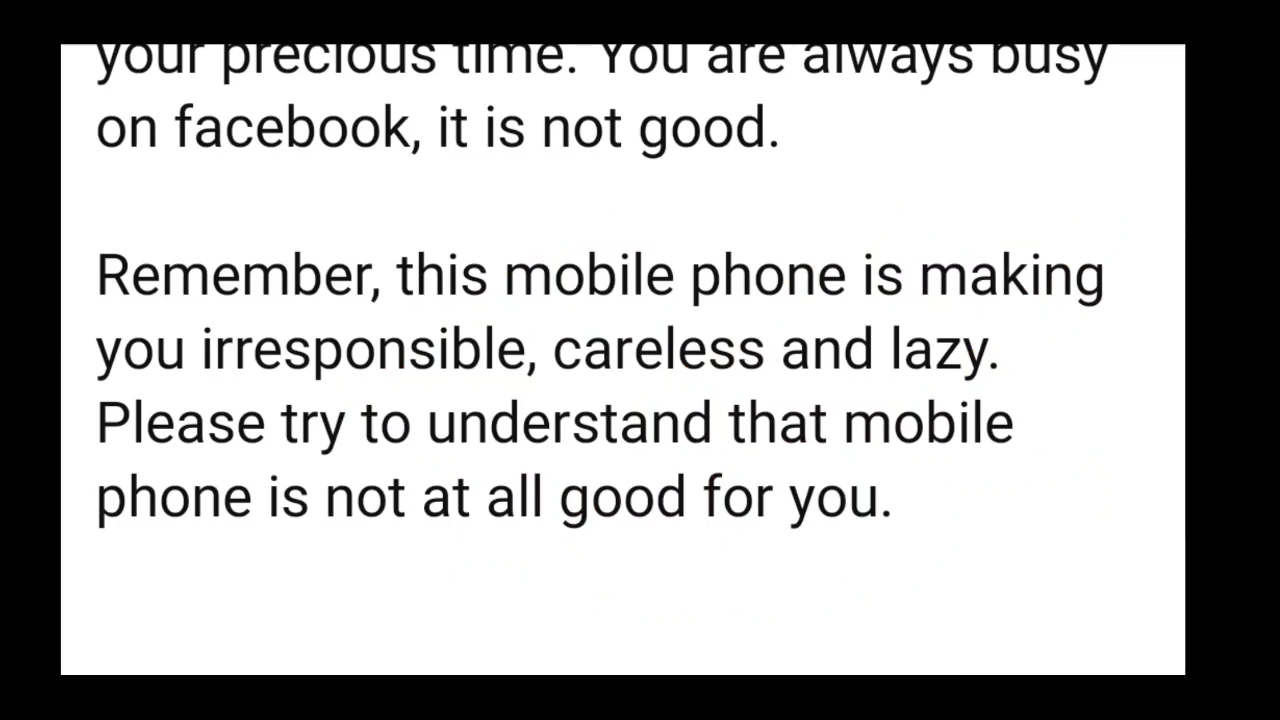 your precious time. You are always busy
on facebook, it is not good.
Remember, this mobile phone is making
you irresponsible, careless and lazy.
Please try to understand that mobile
phone is not at all good for you.